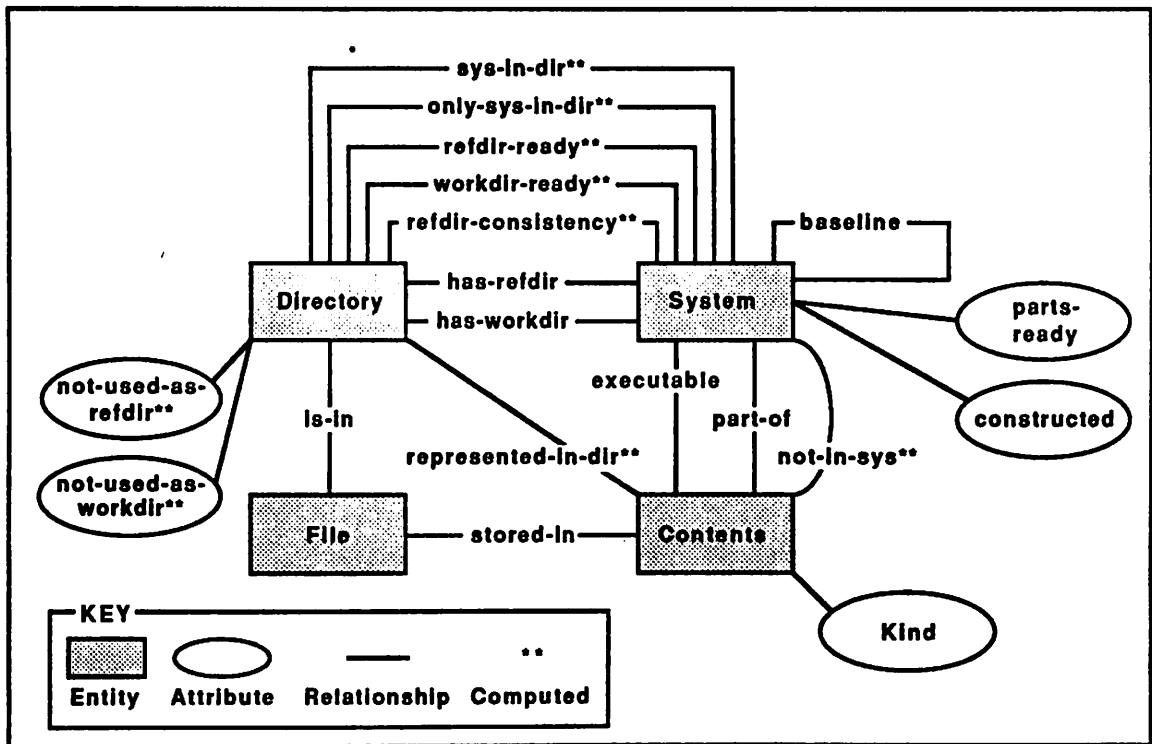 sys-in-dir**
only-sys-in-dir**
refdir-ready**
workdir-ready**
refdir-consistency**
baseline
Directory
has-refdir
has-workdir
System
parts-
ready
constructed
not-used-as-
refdir**
not-used-as-
workdir**
is-in
executable
part-of
represented-in-dir**
not-in-sys**
File
stored-in
Contents
Kind
KEY
**
Entity
Attribute
Relationship
Computed